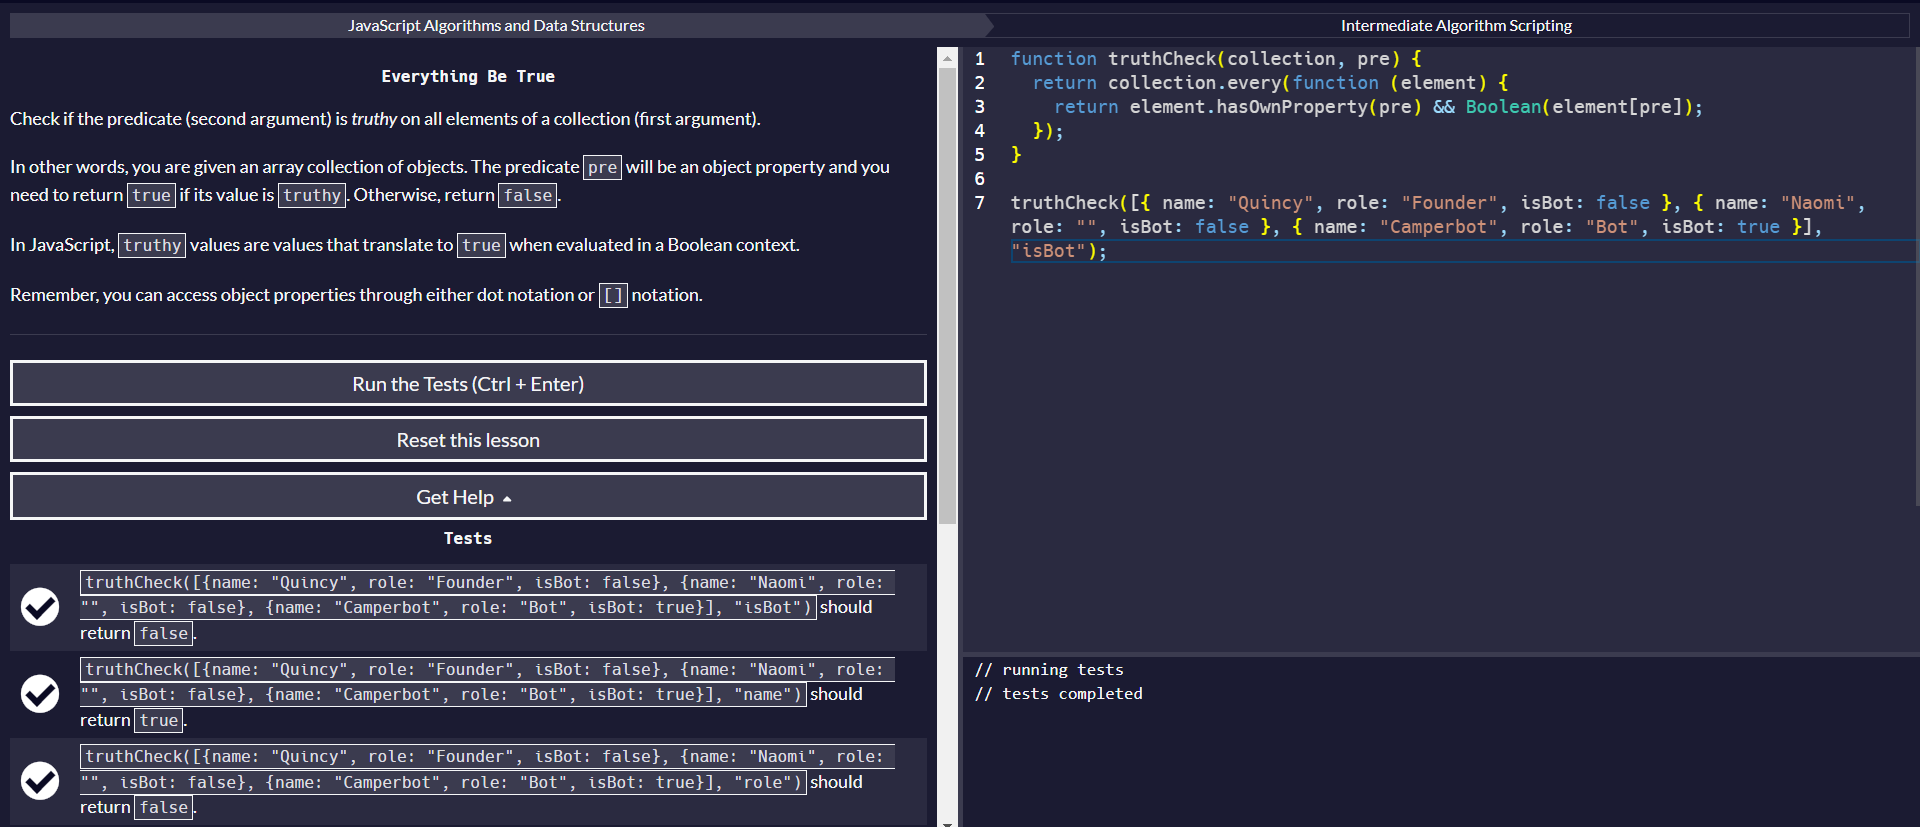 JavaScript Algorithms and Data Structures
Intermediate Algorithm Scripting
Everything Be True
Check if the predicate (second argument) is truthy on all elements of a collection (first argument).
In other words, you are given an array collection of objects. The predicate pre will be an object property and you
need to return true if its value is truthy. Otherwise, return false.
In JavaScript, truthy values are values that translate to true when evaluated in a Boolean context.
Remember, you can access object properties through either dot notation or [] notation.
Run the Tests (Ctrl + Enter)
Reset this lesson
Get Help
Tests
truthCheck([{name: "Quincy", role: "Founder", isBot: false}, {name: "Naomi", role:
"", isBot: false}, {name: "Camperbot", role: "Bot", isBot: true}], "isBot") should
return false.
truthCheck([{name: "Quincy", role: "Founder", isBot: false}, {name: "Naomi", role:
"", isBot: false}, {name: "Camperbot", role: "Bot", isBot: true}], "name") should
return true.
truthCheck([{name: "Quincy", role: "Founder", isBot: false}, {name: "Naomi", role:
"", isBot: false}, {name: "Camperbot", role: "Bot", isBot: true}], "role") should
return false.
1 function truthCheck(collection, pre) {
2 return collection.every(function (element) {
3 return element.hasOwnProperty(pre) && Boolean(element[pre]);
4 });
5 }
6
7 truthCheck([{ name: "Quincy", role: "Founder", isBot: false }, { name: "Naomi",
role: "", isBot: false }, { name: "Camperbot", role: "Bot", isBot: true }],
"isBot");
// running tests
// tests completed